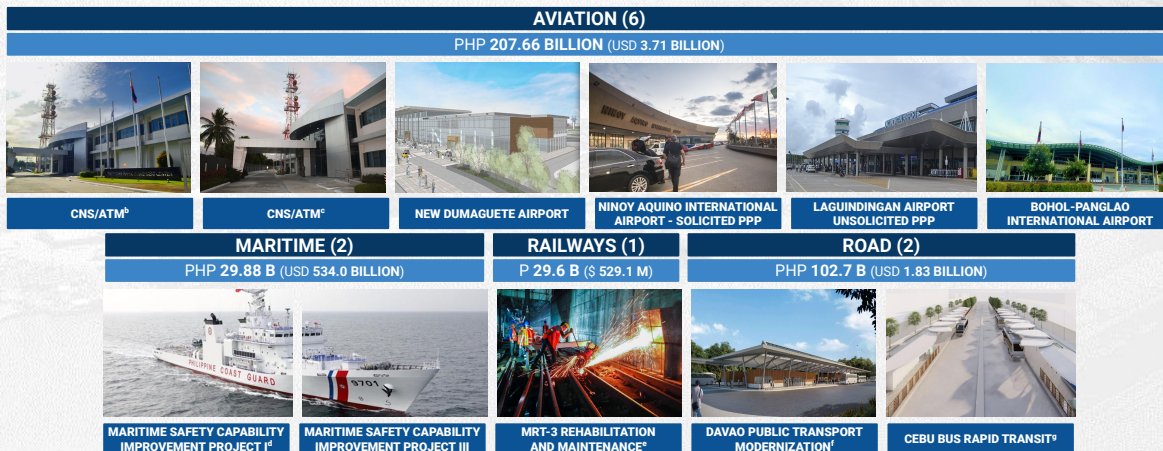 AVIATION (6)
PHP 207.66 BILLION (USD 3.71 BILLION)
NINOY AQUINO INTERNATIONAL
CNS/ATMᵇ
CNS/ATMᶜ
NEW DUMAGUETE AIRPORT
NINOY AQUINO INTERNATIONAL
AIRPORT - SOLICITED PPP
LAGUINDINGAN AIRPORT
UNSOLICITED PPP
BOHOL-PANGLAO
INTERNATIONAL AIRPORT
MARITIME (2)
PHP 29.88 B (USD 534.0 BILLION)
RAILWAYS (1)
P 29.6 B ($ 529.1 M)
ROAD (2)
PHP 102.7 B (USD 1.83 BILLION)
PHILIPPINE COAST GUARD
9701
MARITIME SAFETY CAPABILITY
IMPROVEMENT PROJECT Iᵈ
MARITIME SAFETY CAPABILITY
IMPROVEMENT PROJECT III
MRT-3 REHABILITATION
AND MAINTENANCEᵉ
DAVAO PUBLIC TRANSPORT
MODERNIZATIONᶠ
CEBU BUS RAPID TRANSITᵍ